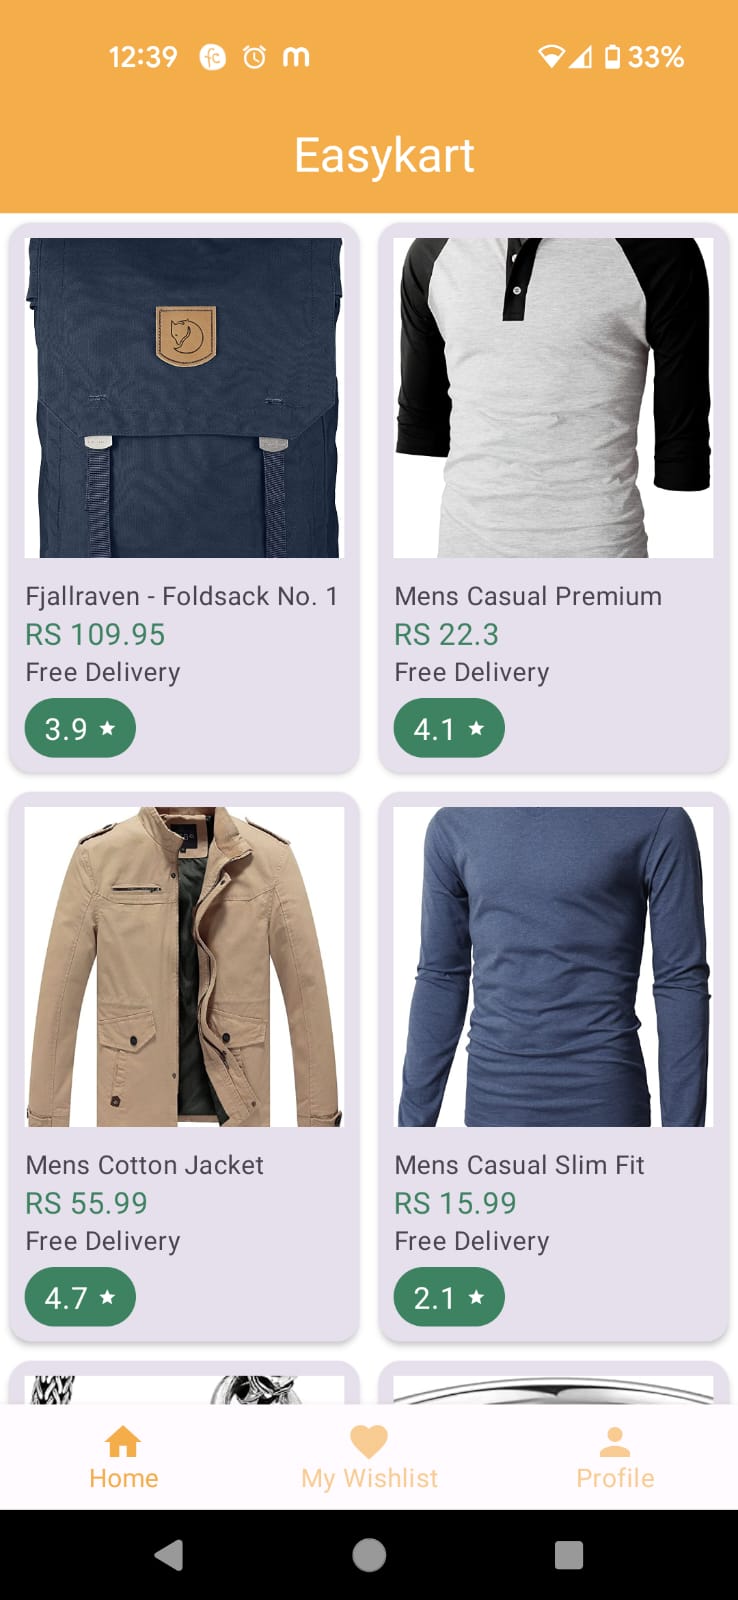 12:39 fc m 33%
Easykart
Fjallraven - Foldsack No. 1
RS 109.95
Free Delivery
3.9
Mens Casual Premium
RS 22.3
Free Delivery
4.1
Mens Cotton Jacket
RS 55.99
Free Delivery
4.7
Mens Casual Slim Fit
RS 15.99
Free Delivery
2.1
Home
My Wishlist
Profile